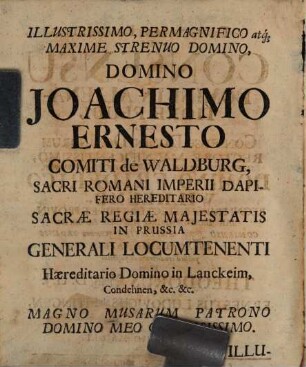 ILLUSTRISSIMO, PERMAGNIFICO atq́;
MAXIME STRENUO DOMINO,
DOMINO
JOACHIMO
ERNESTO
COMITI de WALDBURG,
SACRI ROMANI IMPERII DAPI-
FERO HEREDITARIO
SACRÆ REGIÆ MAJESTATIS
IN PRUSSIA
GENERALI LOCUMTENENTI
Hæreditario Domino in Lanckeim,
Condehnen, &c. &c.
MAGNO MUSARUM PATRONO
DOMINO MEO
ILLU-